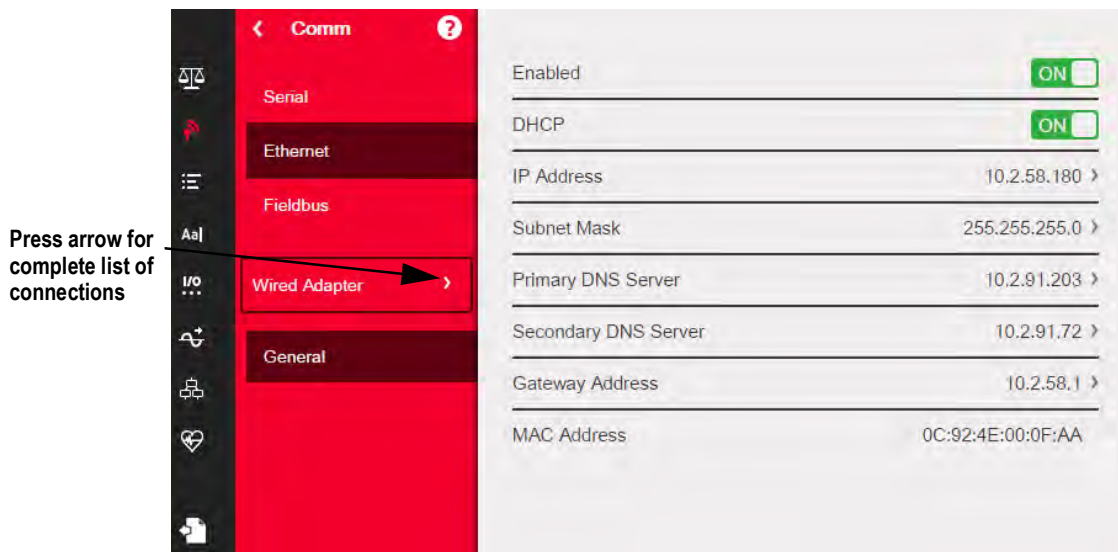 Comm
?
Serial
Ethernet
Fieldbus
Aa
Press arrow for
complete list of
connections
I/O
Wired Adapter
General
Enabled ON
DHCP ON
IP Address 10.2.58.180
Subnet Mask 255.255.255.0
Primary DNS Server 10.2.91.203
Secondary DNS Server 10.2.91.72
Gateway Address 10.2.58.1
MAC Address 0C:92:4E:00:0F:AA